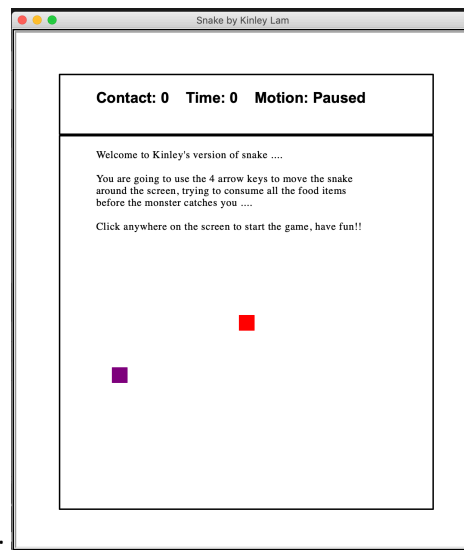 Snake by Kinley Lam
Contact: 0 Time: 0 Motion: Paused
Welcome to Kinley's version of snake ....
You are going to use the 4 arrow keys to move the snake
around the screen, trying to consume all the food items
before the monster catches you ....
Click anywhere on the screen to start the game, have fun!!